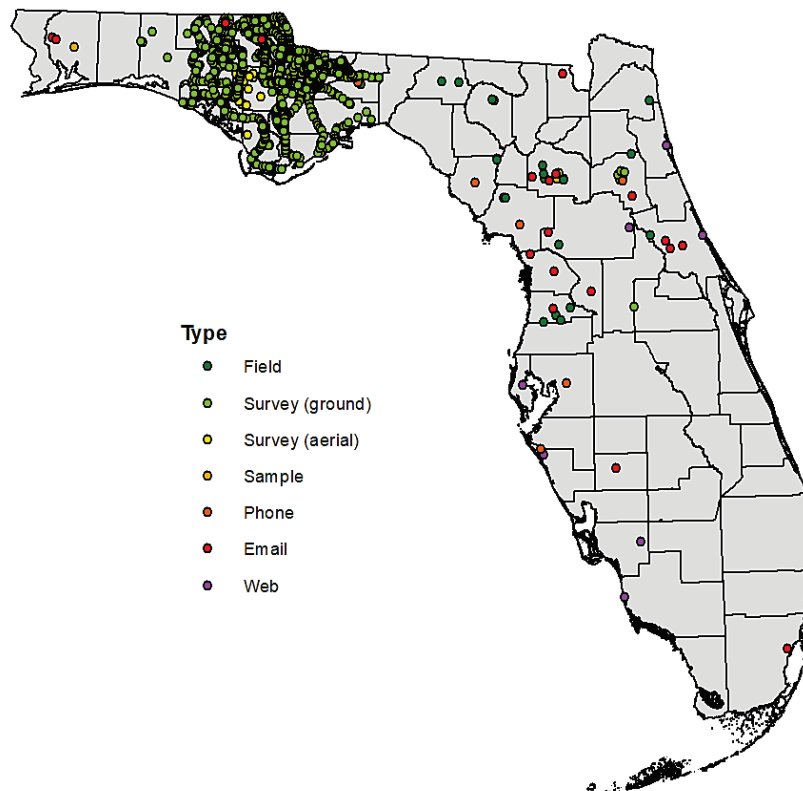 Type
Field
Survey (ground)
Survey (aerial)
Sample
Phone
Email
Web